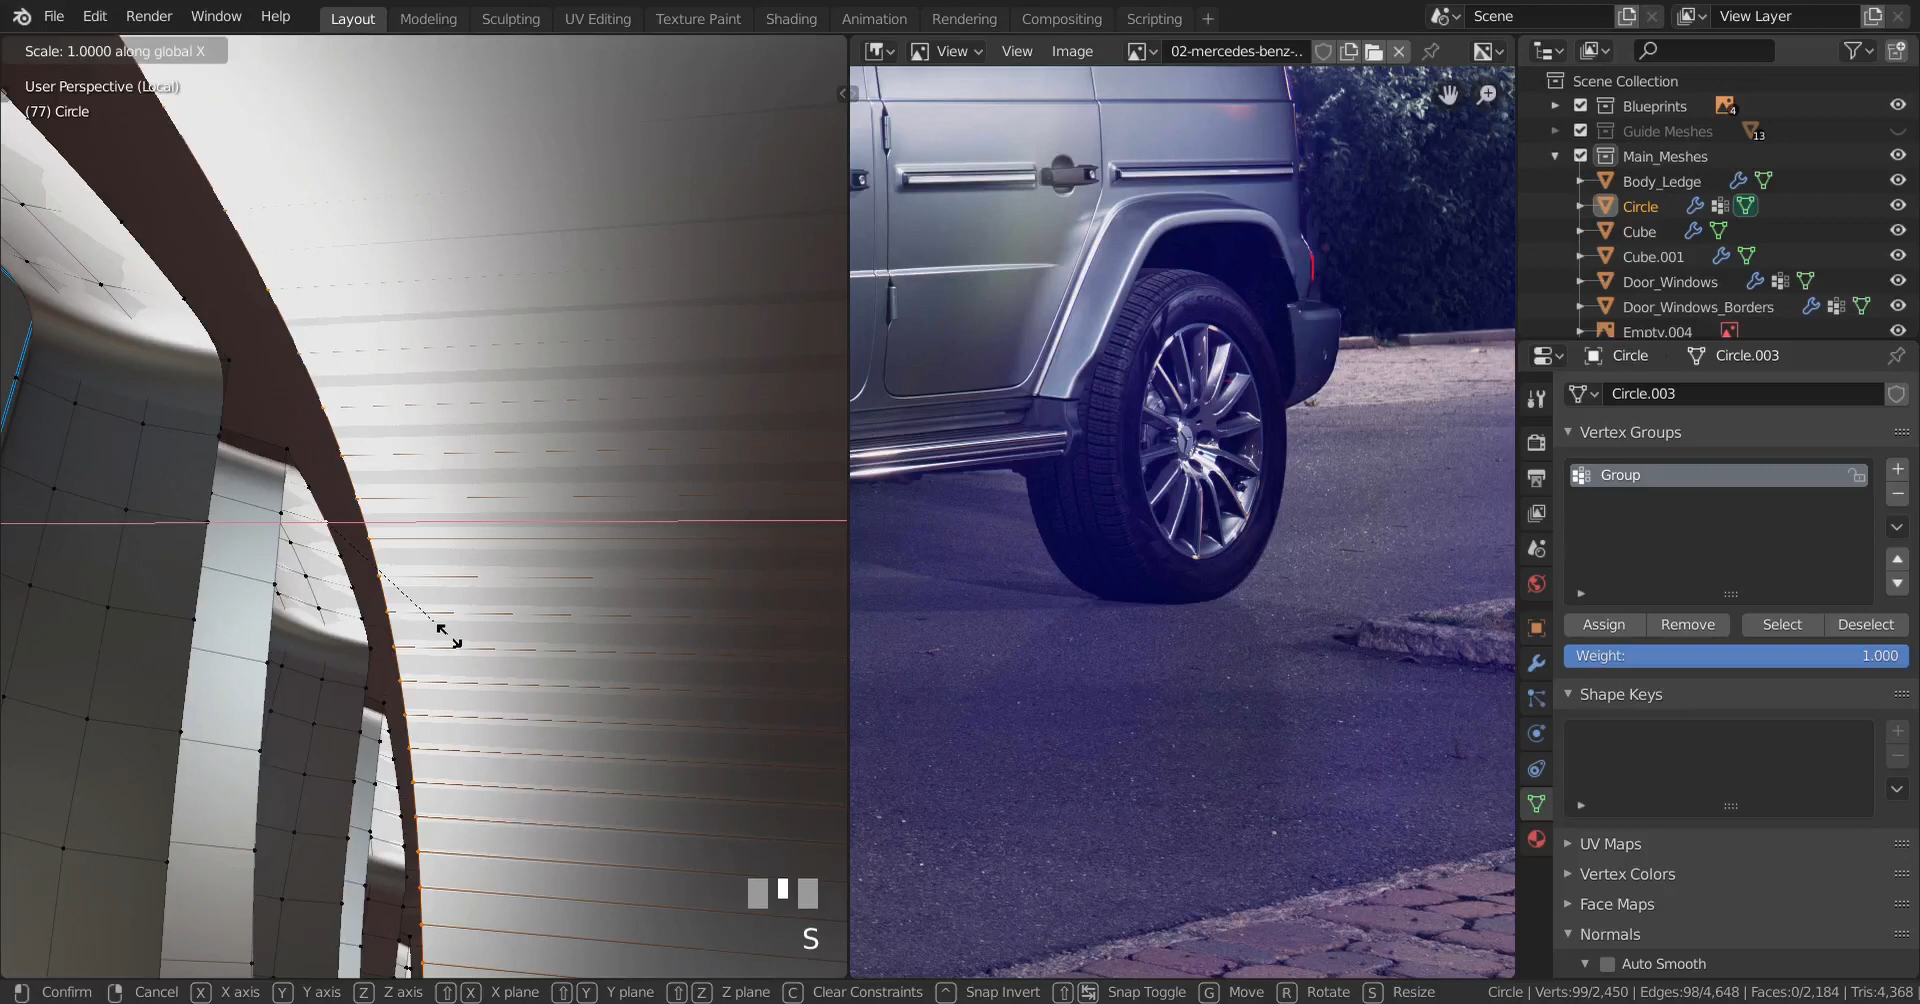 File Edit Render Window Help Layout Modeling Sculpting UV Editing Texture Paint Shading Animation Rendering Compositing Scripting + Scene View Layer
Scale: 1.0000 along global X
User Perspective (Local)
(77) Circle
View View Image 02-mercedes-benz-..
Scene Collection
Blueprints 4
Guide Meshes 13
Main_Meshes
Body_Ledge
Circle
Cube
Cube.001
Door_Windows
Door_Windows_Borders
Empty.004
Circle Circle.003
Circle.003
Vertex Groups
Group
Assign Remove Select Deselect
Weight: 1.000
Shape Keys
UV Maps
Vertex Colors
Face Maps
Normals
Auto Smooth
S
Confirm Cancel X X axis Y Y axis Z Z axis X X plane Y Y plane Z Z plane C Clear Constraints ^ Snap Invert Snap Toggle G Move R Rotate S Resize Circle | Verts:99/2,450 | Edges:98/4,648 | Faces:0/2,184 | Tris:4,368